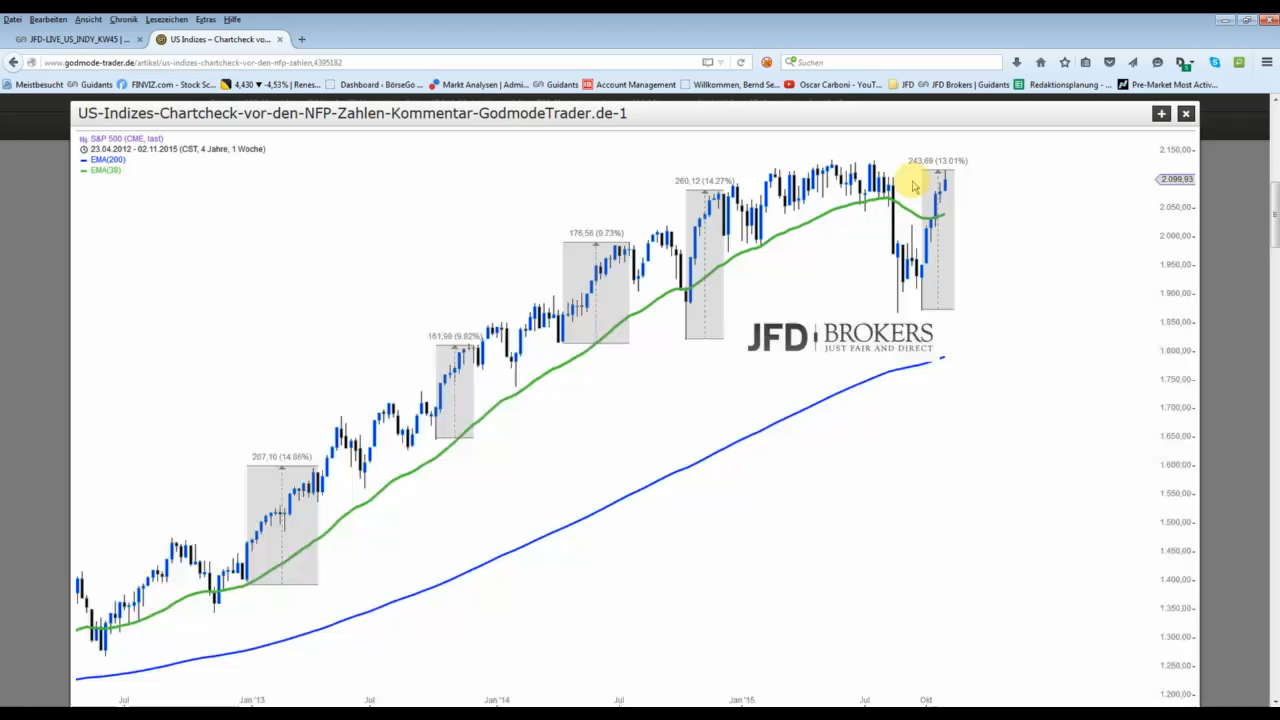 Datei Bearbeiten Ansicht Chronik Lesezeichen Extras Hilfe
JFD-LIVE_US_INDY_KW45 | ... × US Indizes – Chartcheck vo... × +
www.godmode-trader.de/artikel/us-indizes-chartcheck-vor-den-nfp-zahlen,4395182 Suchen
Meistbesucht Guidants FINVIZ.com - Stock Sc... 4,430 ▼ -4,53% | Renes... Dashboard - BörseGo ... Markt Analysen | Admi... Guidants Account Management Willkommen, Bernd Se... Oscar Carboni - YouT... JFD JFD Brokers | Guidants Redaktionsplanung - ... Pre-Market Most Activ...
US-Indizes-Chartcheck-vor-den-NFP-Zahlen-Kommentar-GodmodeTrader.de-1
S&P 500 (CME, last)
23.04.2012 - 02.11.2015 (CST, 4 Jahre, 1 Woche)
EMA(200)
EMA(38)
243,69 (13.01%)
260,12 (14.27%)
176,56 (9.73%)
161,98 (9.82%)
207,10 (14.86%)
JFD BROKERS
JUST FAIR AND DIRECT
2.150,00
2.099,93
2.050,00
2.000,00
1.950,00
1.900,00
1.850,00
1.800,00
1.750,00
1.700,00
1.650,00
1.600,00
1.550,00
1.500,00
1.450,00
1.400,00
1.350,00
1.300,00
1.250,00
1.200,00
Jul Jan '13 Jul Jan '14 Jul Jan '15 Jul Okt